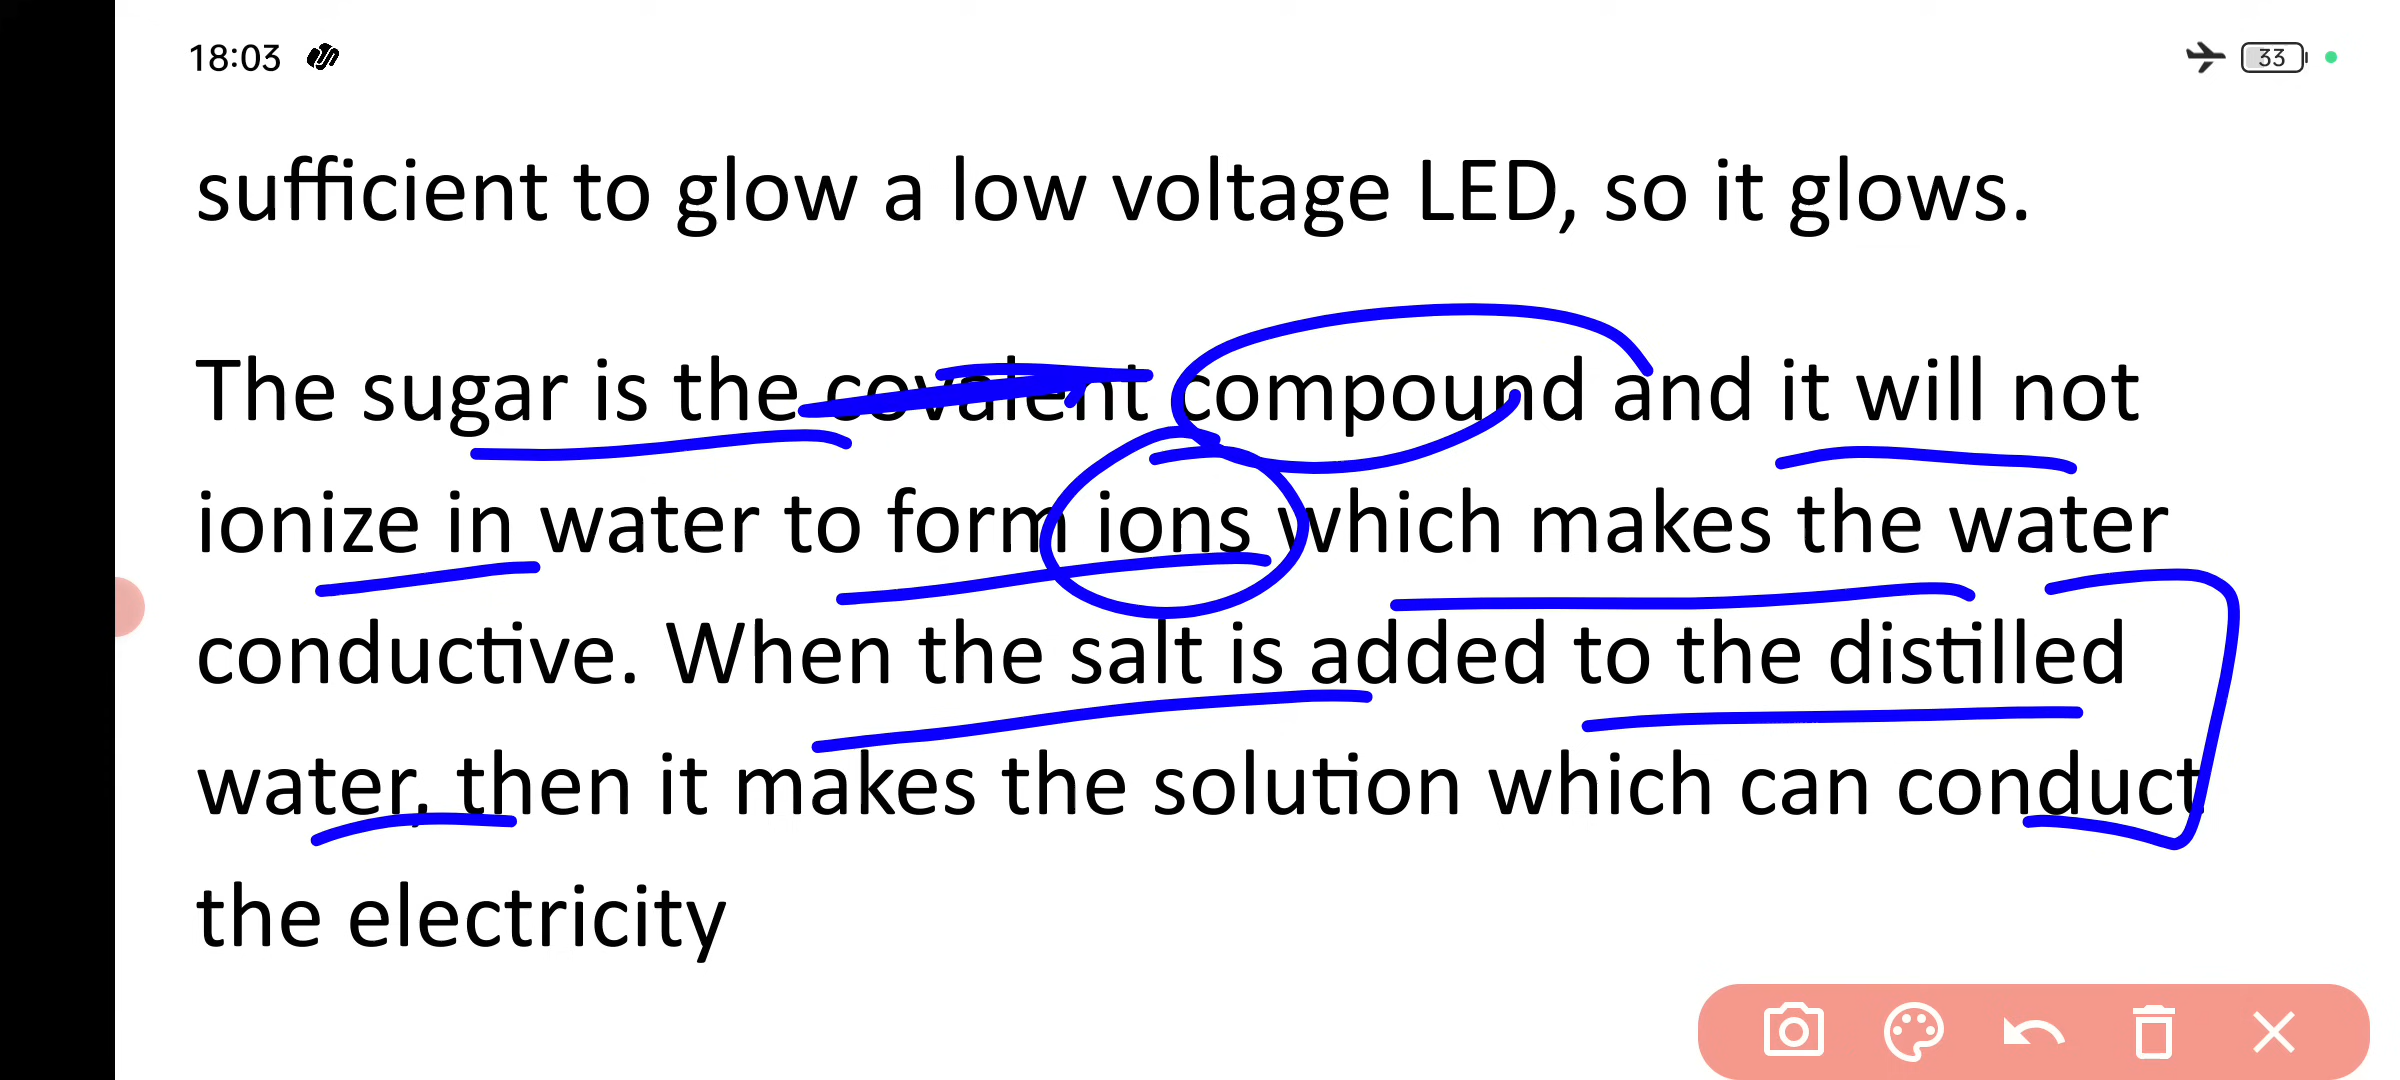 18:03 33
sufficient to glow a low voltage LED, so it glows.
The sugar is the covalent compound and it will not
ionize in water to form ions which makes the water
conductive. When the salt is added to the distilled
water, then it makes the solution which can conduct
the electricity